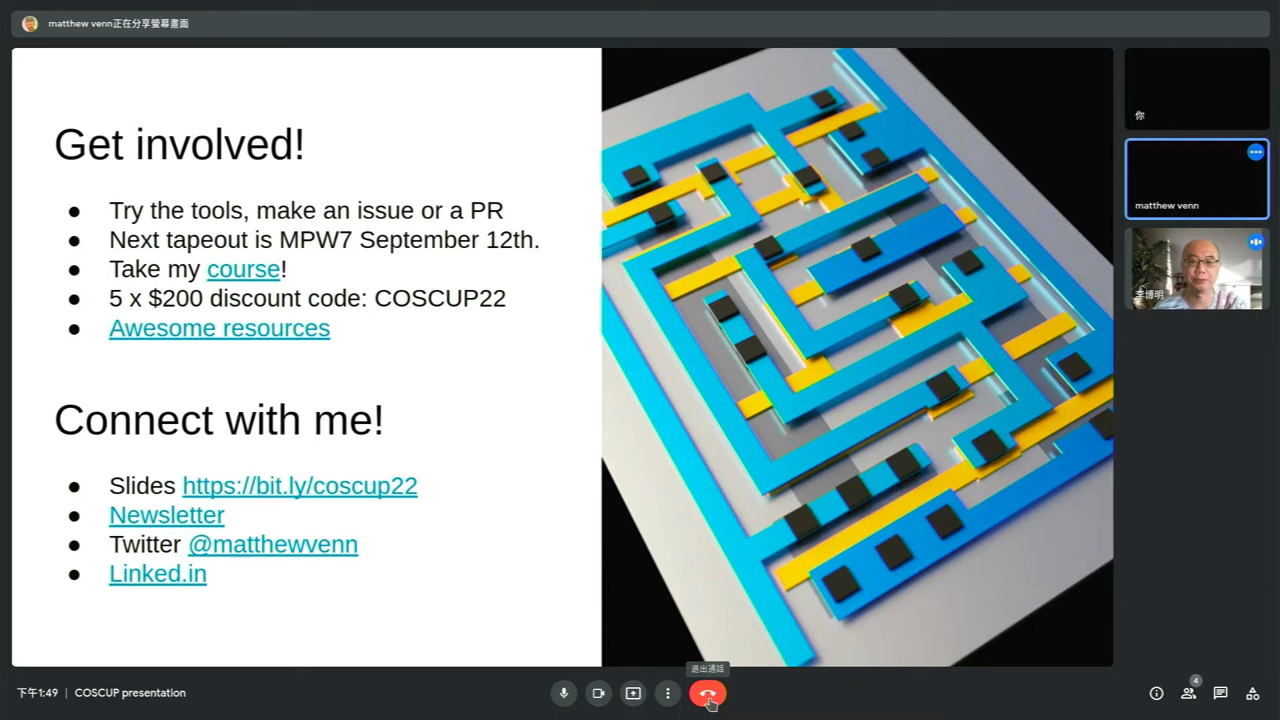 matthew venn正在分享螢幕畫面
Get involved!
● Try the tools, make an issue or a PR
● Next tapeout is MPW7 September 12th.
● Take my course!
● 5 x $200 discount code: COSCUP22
● Awesome resources
Connect with me!
● Slides https://bit.ly/coscup22
● Newsletter
● Twitter @matthewvenn
● Linked.in
你
matthew venn
李博明
退出通話
下午1:49 | COSCUP presentation
4